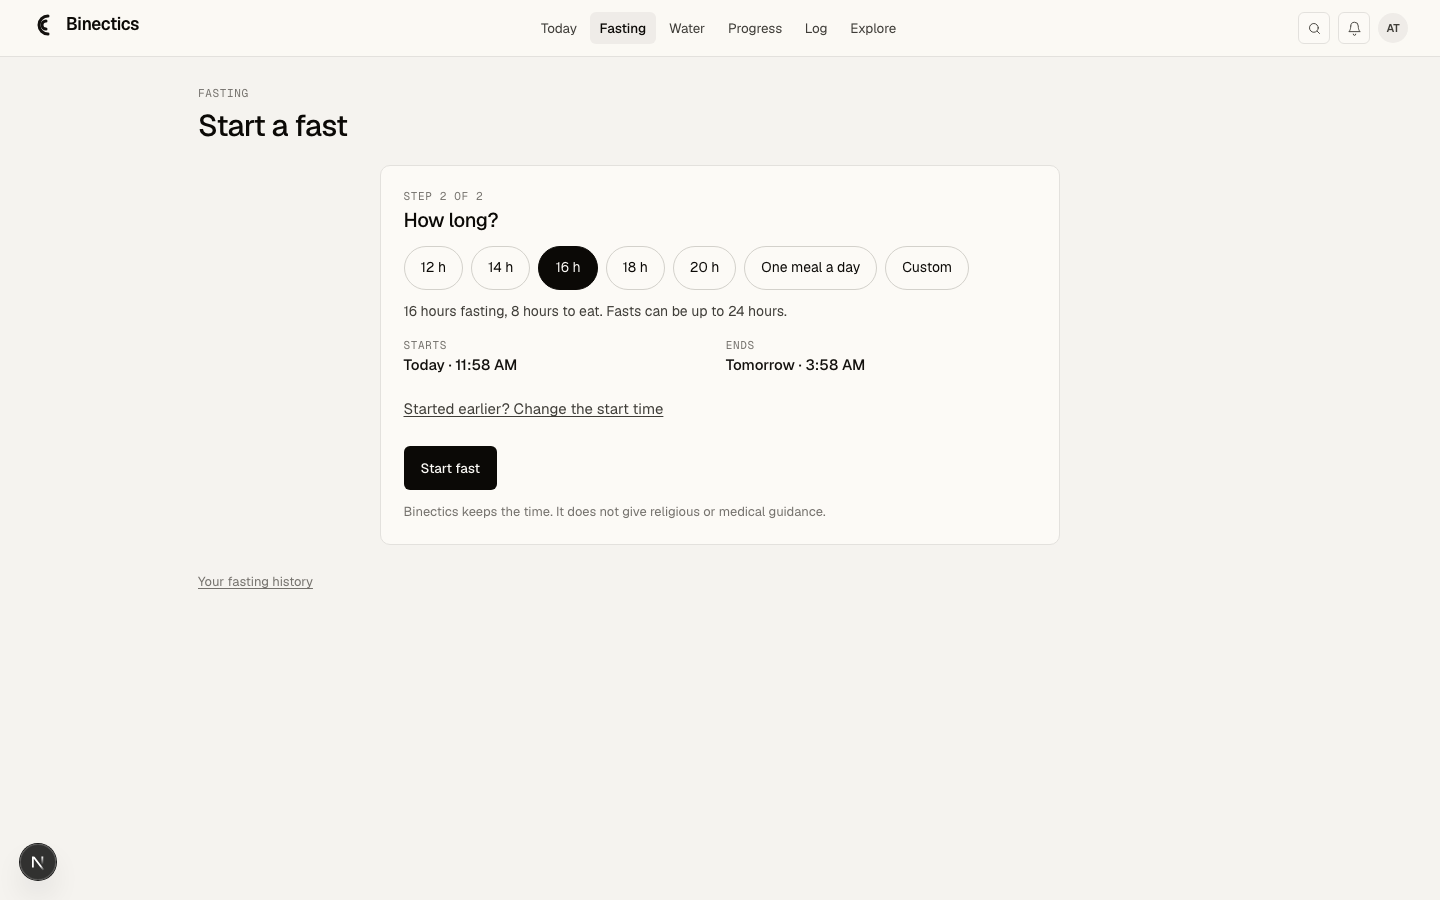 Binectics
Today
Fasting
Water
Progress
Log
Explore
AT
FASTING
Start a fast
STEP 2 OF 2
How long?
12 h
14 h
16 h
18 h
20 h
One meal a day
Custom
16 hours fasting, 8 hours to eat. Fasts can be up to 24 hours.
STARTS
Today · 11:58 AM
ENDS
Tomorrow · 3:58 AM
Started earlier? Change the start time
Start fast
Binectics keeps the time. It does not give religious or medical guidance.
Your fasting history
N